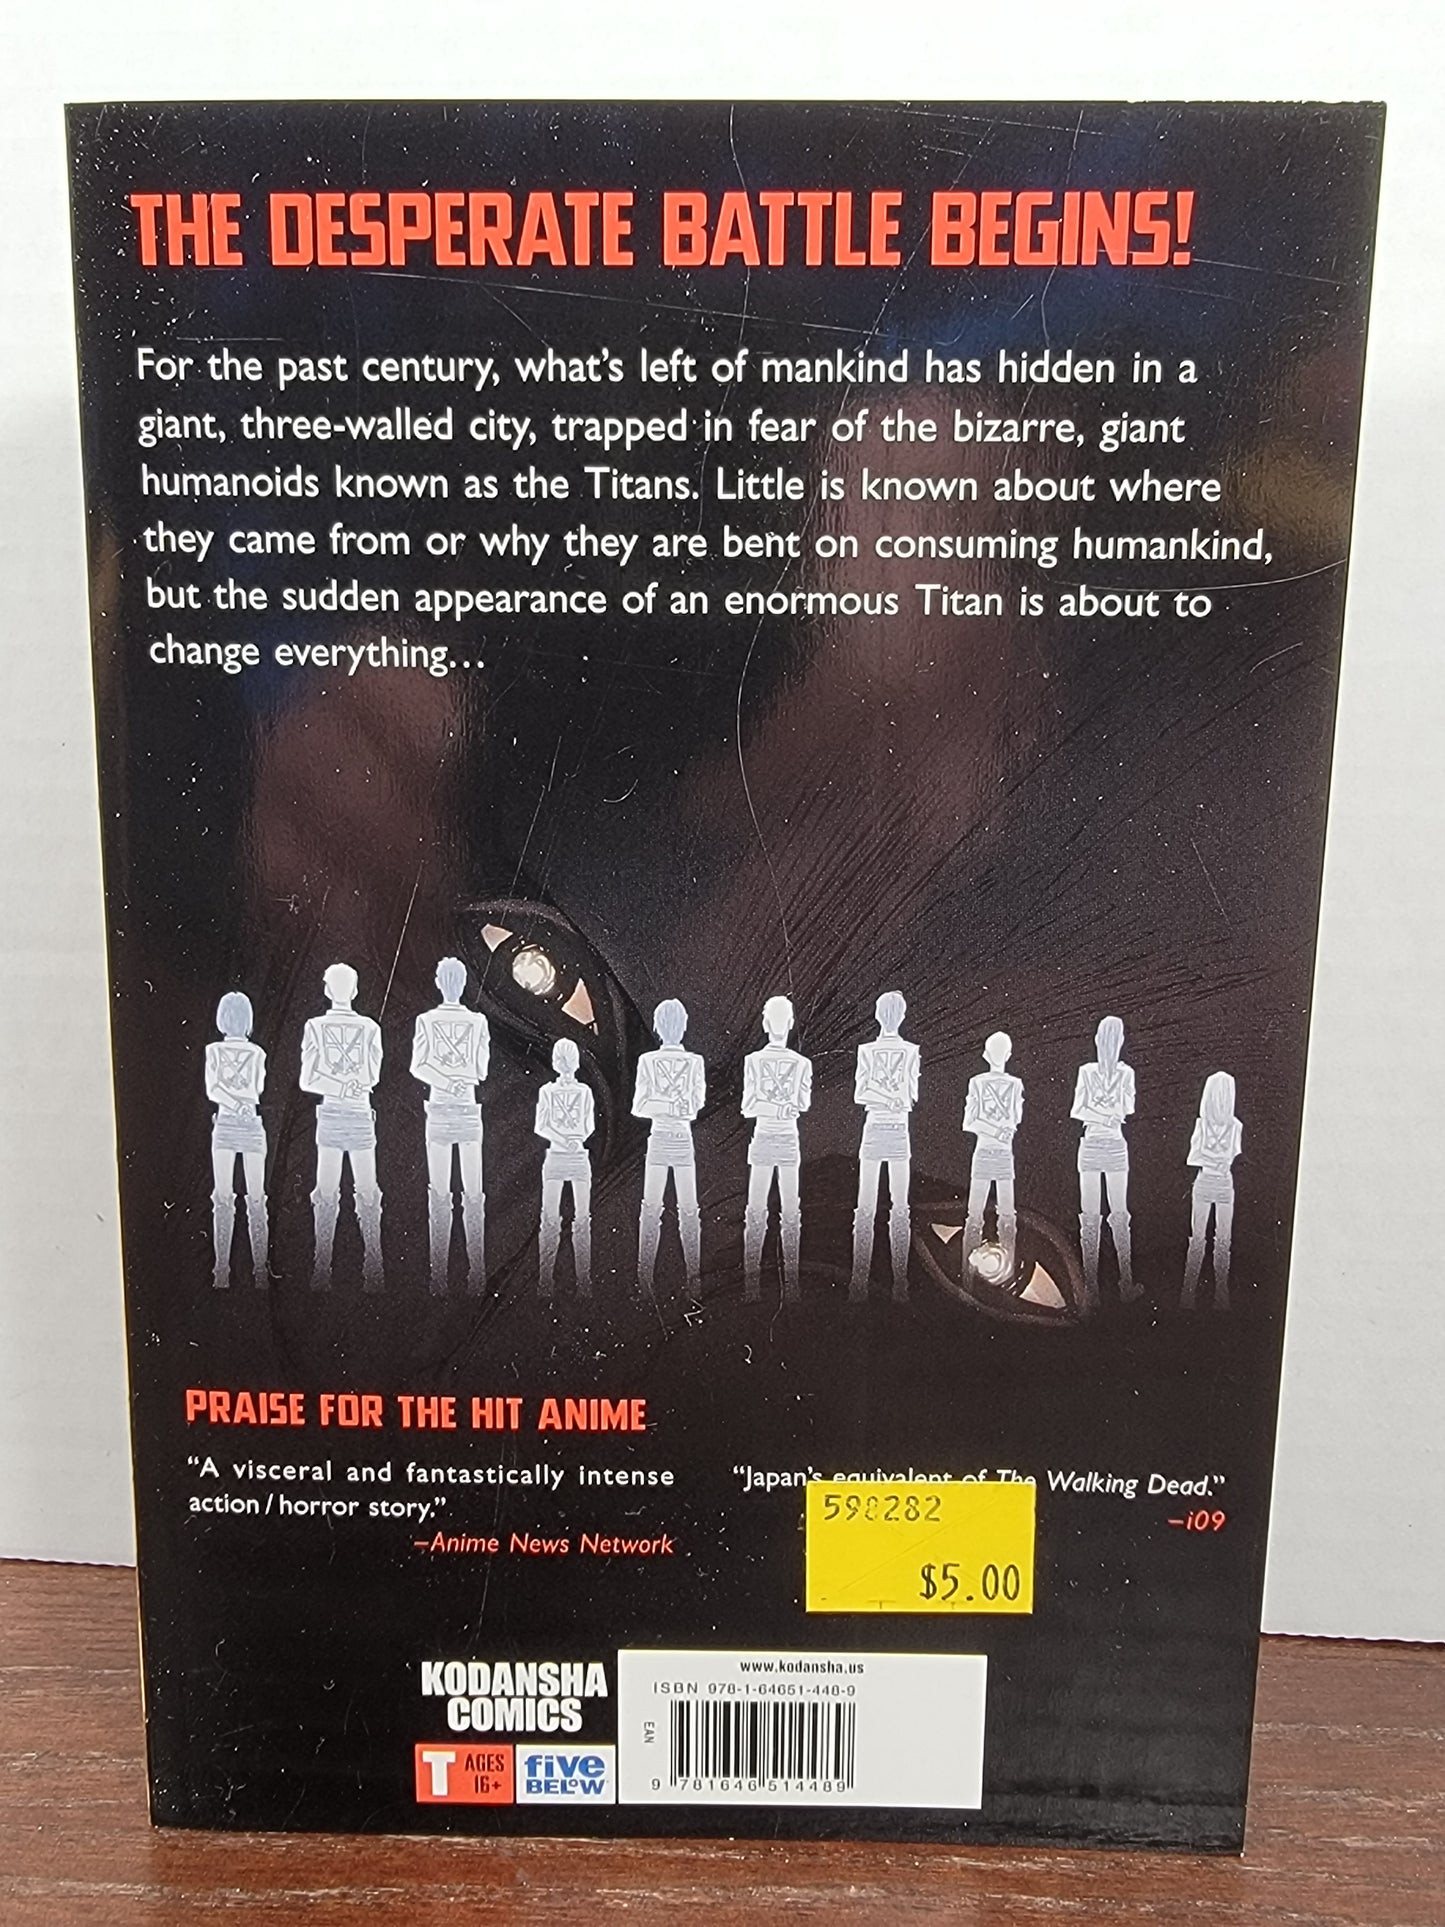 THE DESPERATE BATTLE BEGINS!
For the past century, what's left of mankind has hidden in a
giant, three-walled city, trapped in fear of the bizarre, giant
humanoids known as the Titans. Little is known about where
they came from or why they are bent on consuming humankind,
but the sudden appearance of an enormous Titan is about to
change everything...
PRAISE FOR THE HIT ANIME
“A visceral and fantastically intense
action / horror story.”
–Anime News Network
“Japan’s equivalent of The Walking Dead.”
–i09
598282
$5.00
KODANSHA
COMICS
T AGES
16+
five
BELOW
www.kodansha.us
ISBN 978-1-64651-448-9
EAN
9 781646 514489